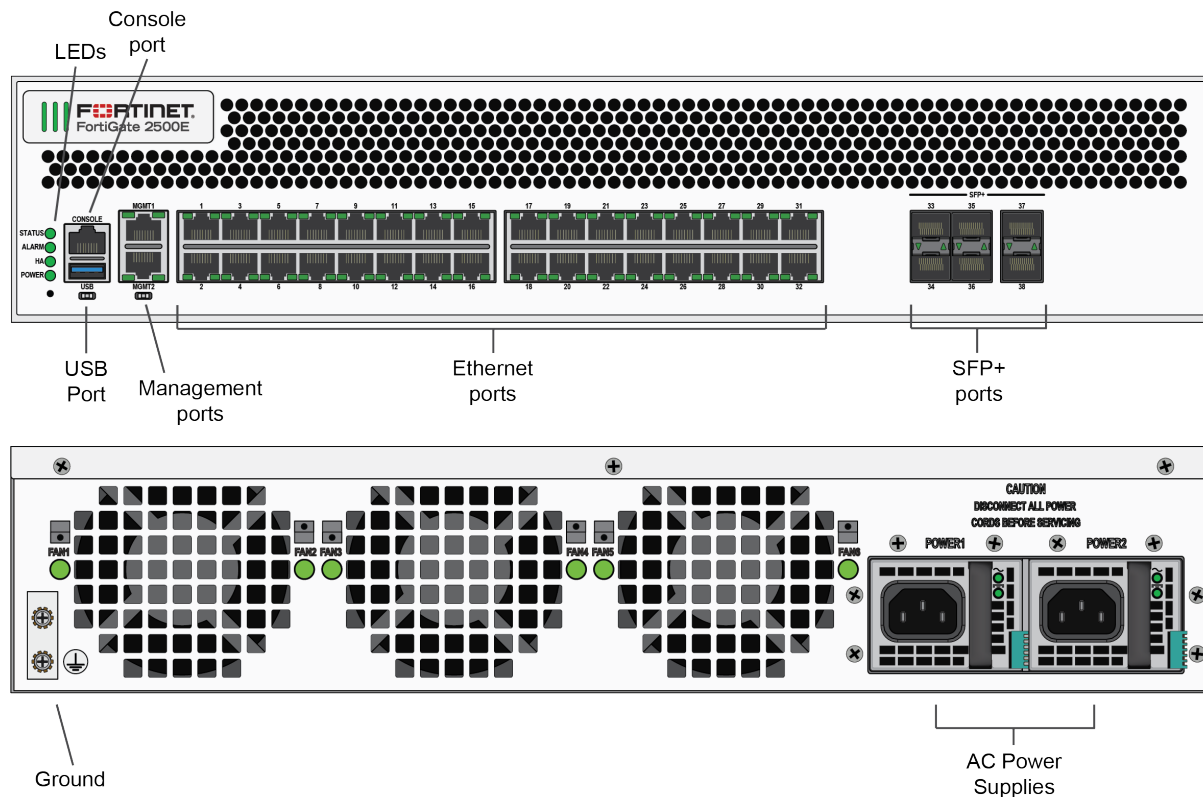 Console
port
LEDs
FORTINET.
FortiGate 2500E
SFP+
MGMT1 1 3 5 7 9 11 13 15 17 19 21 23 25 27 29 31 33 35 37
CONSOLE
STATUS
ALARM
HA
POWER
USB MGMT2 2 4 6 8 10 12 14 16 18 20 22 24 26 28 30 32 34 36 38
USB
Port
Management
ports
Ethernet
ports
SFP+
ports
CAUTION
DISCONNECT ALL POWER
CORDS BEFORE SERVICING
POWER1 POWER2
FAN1 FAN2 FAN3 FAN4 FAN5 FAN6
Ground
AC Power
Supplies